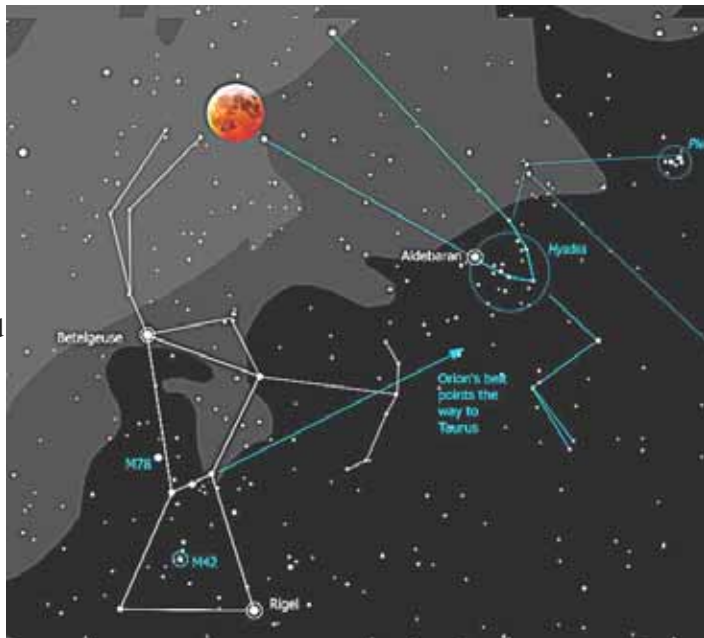 Aldebaran
Hyades
Betelgeuse
Orion's belt
points the
way to
Taurus
M78
M42
Rigel